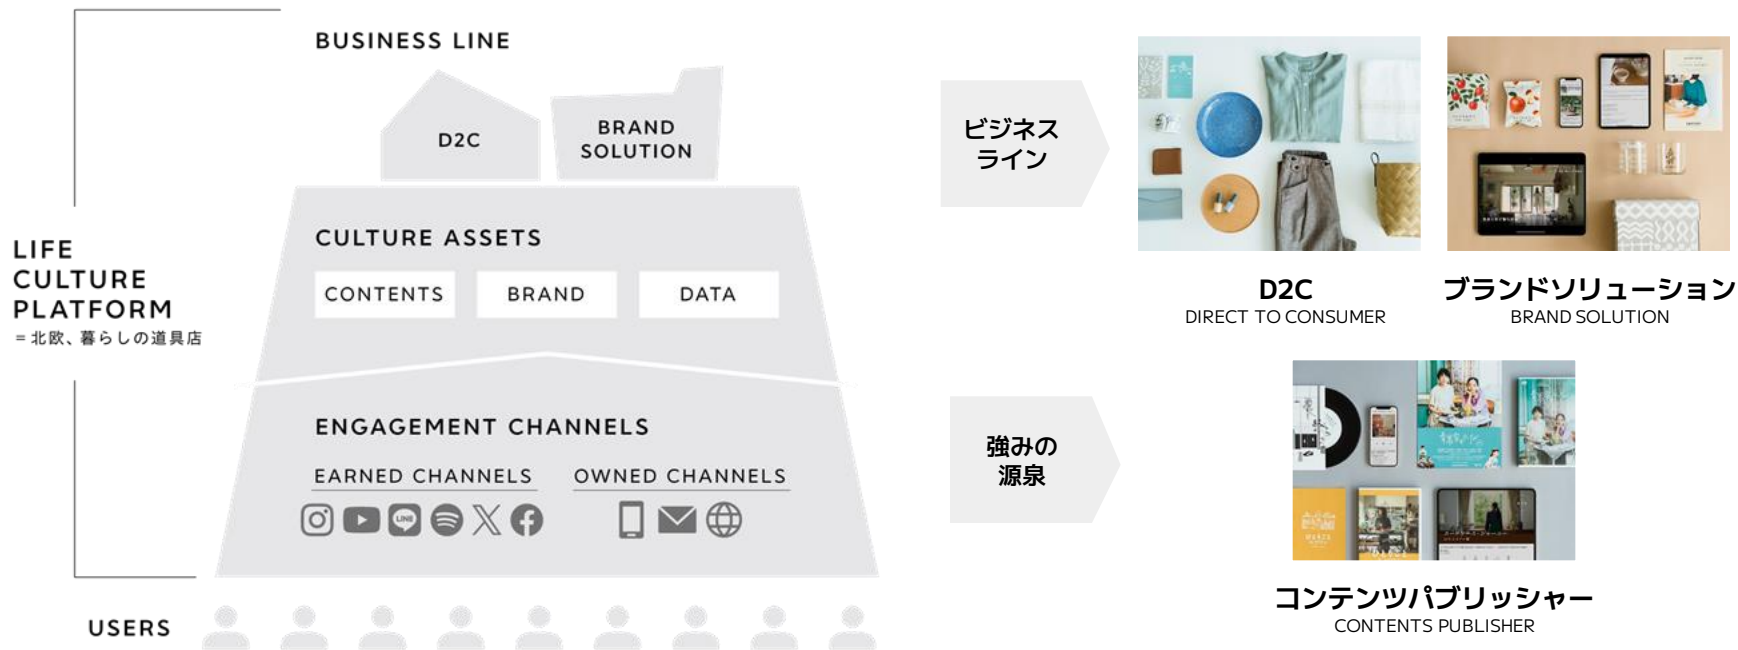 BUSINESS LINE
D2C
BRAND
SOLUTION
CULTURE ASSETS
CONTENTS
BRAND
DATA
LIFE
CULTURE
PLATFORM
=北欧、暮らしの道具店
ENGAGEMENT CHANNELS
EARNED CHANNELS
OWNED CHANNELS
LINE
USERS
ビジネス
ライン
D2C
DIRECT TO CONSUMER
ブランドソリューション
BRAND SOLUTION
強みの
源泉
コンテンツパブリッシャー
CONTENTS PUBLISHER